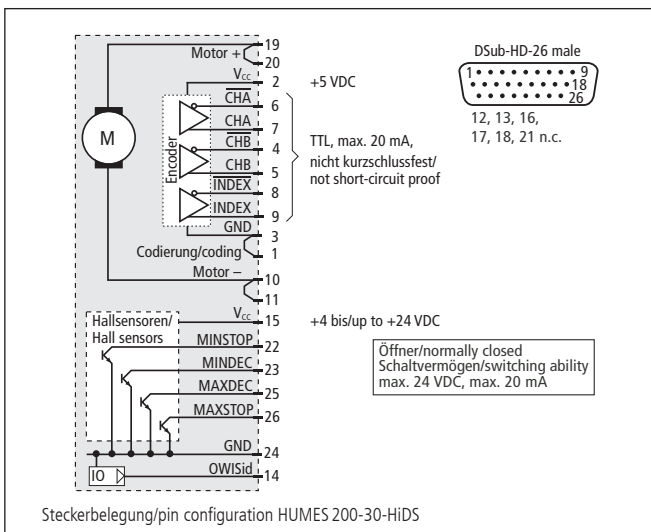 Motor +
19
20
V꜀꜀ 2 +5 VDC
CHA 6
CHA 7
CHB 4
CHB 5
INDEX 8
INDEX 9
GND 3
Codierung/coding 1
Motor – 10
11
M
Encoder
TTL, max. 20 mA,
nicht kurzschlussfest/
not short-circuit proof
DSub-HD-26 male
1 9
18
26
12, 13, 16,
17, 18, 21 n.c.
Hallsensoren/
Hall sensors
Vcc 15 +4 bis/up to +24 VDC
MINSTOP 22
MINDEC 23
MAXDEC 25
MAXSTOP 26
GND 24
OWISid 14
IO
Öffner/normally closed
Schaltvermögen/switching ability
max. 24 VDC, max. 20 mA
Steckerbelegung/pin configuration HUMES 200-30-HiDS